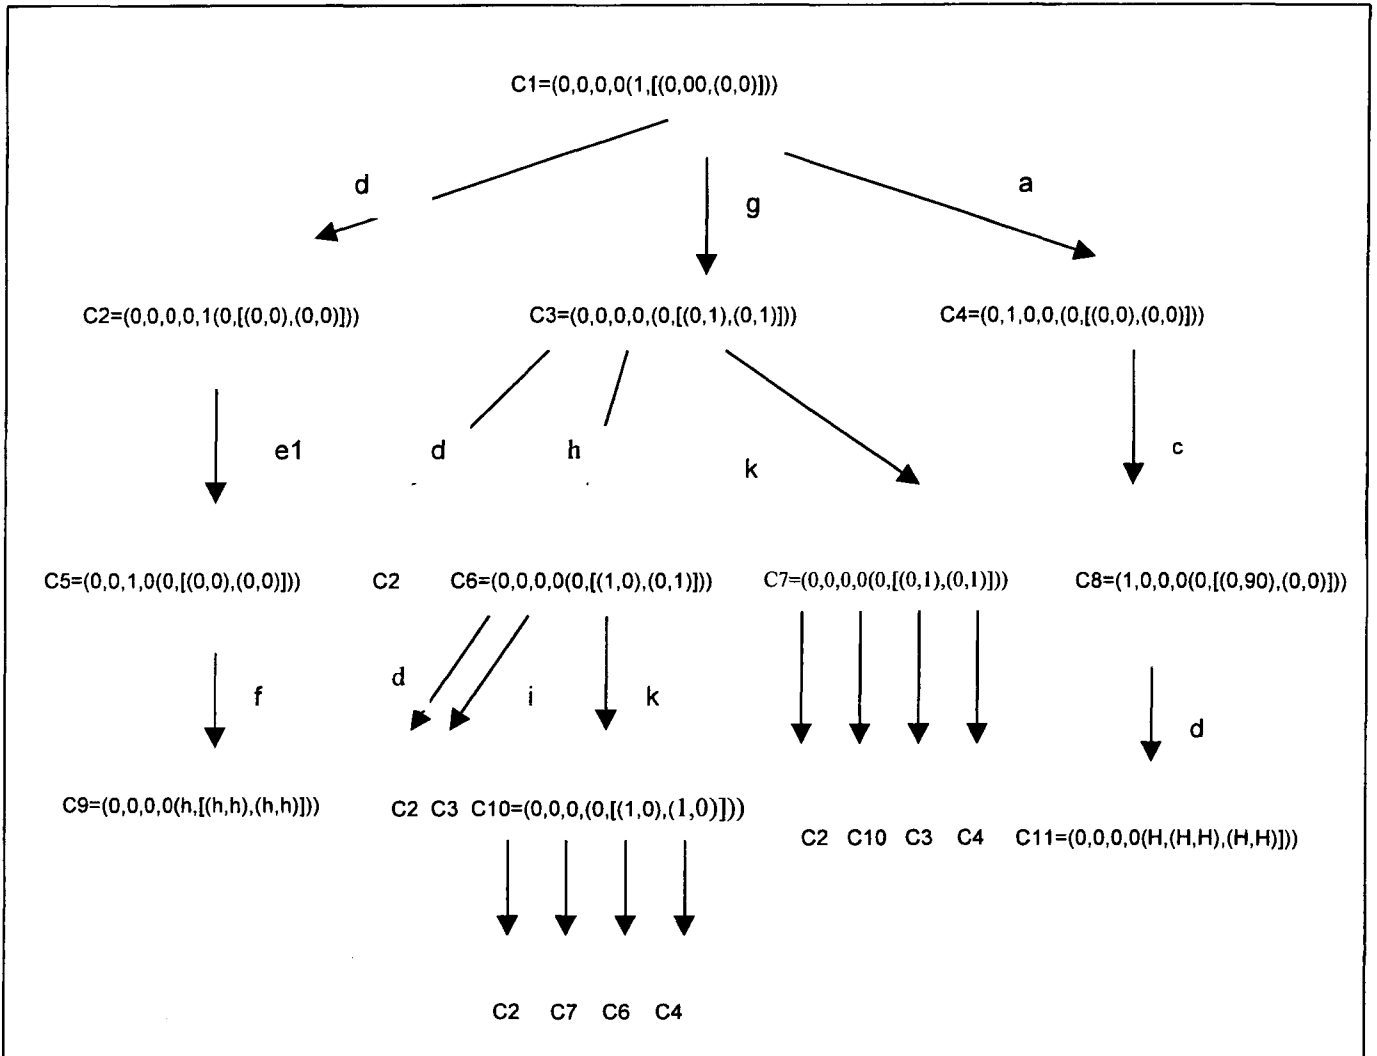 C1=(0,0,0,0(1,[(0,00,(0,0)]))
d
g
a
C2=(0,0,0,0,1(0,[(0,0),(0,0)]))
C3=(0,0,0,0,(0,[(0,1),(0,1)]))
C4=(0,1,0,0,(0,[(0,0),(0,0)]))
e1
d
h
k
c
C5=(0,0,1,0(0,[(0,0),(0,0)]))
C2
C6=(0,0,0,0(0,[(1,0),(0,1)]))
C7=(0,0,0,0(0,[(0,1),(0,1)]))
C8=(1,0,0,0(0,[(0,90),(0,0)]))
f
d
i
k
d
C9=(0,0,0,0(h,[(h,h),(h,h)]))
C2 C3 C10=(0,0,0,(0,[(1,0),(1,0)]))
C2 C10 C3 C4
C11=(0,0,0,0(H,(H,H),(H,H)]))
C2 C7 C6 C4